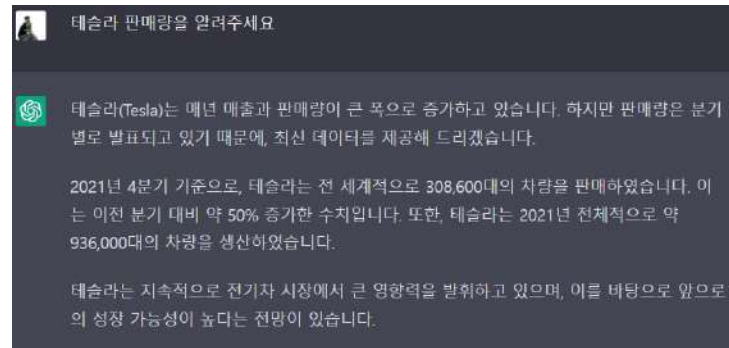 테슬라 판매량을 알려주세요
테슬라(Tesla)는 매년 매출과 판매량이 큰 폭으로 증가하고 있습니다. 하지만 판매량은 분기
별로 발표되고 있기 때문에, 최신 데이터를 제공해 드리겠습니다.
2021년 4분기 기준으로, 테슬라는 전 세계적으로 308,600대의 차량을 판매하였습니다. 이
는 이전 분기 대비 약 50% 증가한 수치입니다. 또한, 테슬라는 2021년 전체적으로 약
936,000대의 차량을 생산하였습니다.
테슬라는 지속적으로 전기차 시장에서 큰 영향력을 발휘하고 있으며, 이를 바탕으로 앞으로
의 성장 가능성이 높다는 전망이 있습니다.